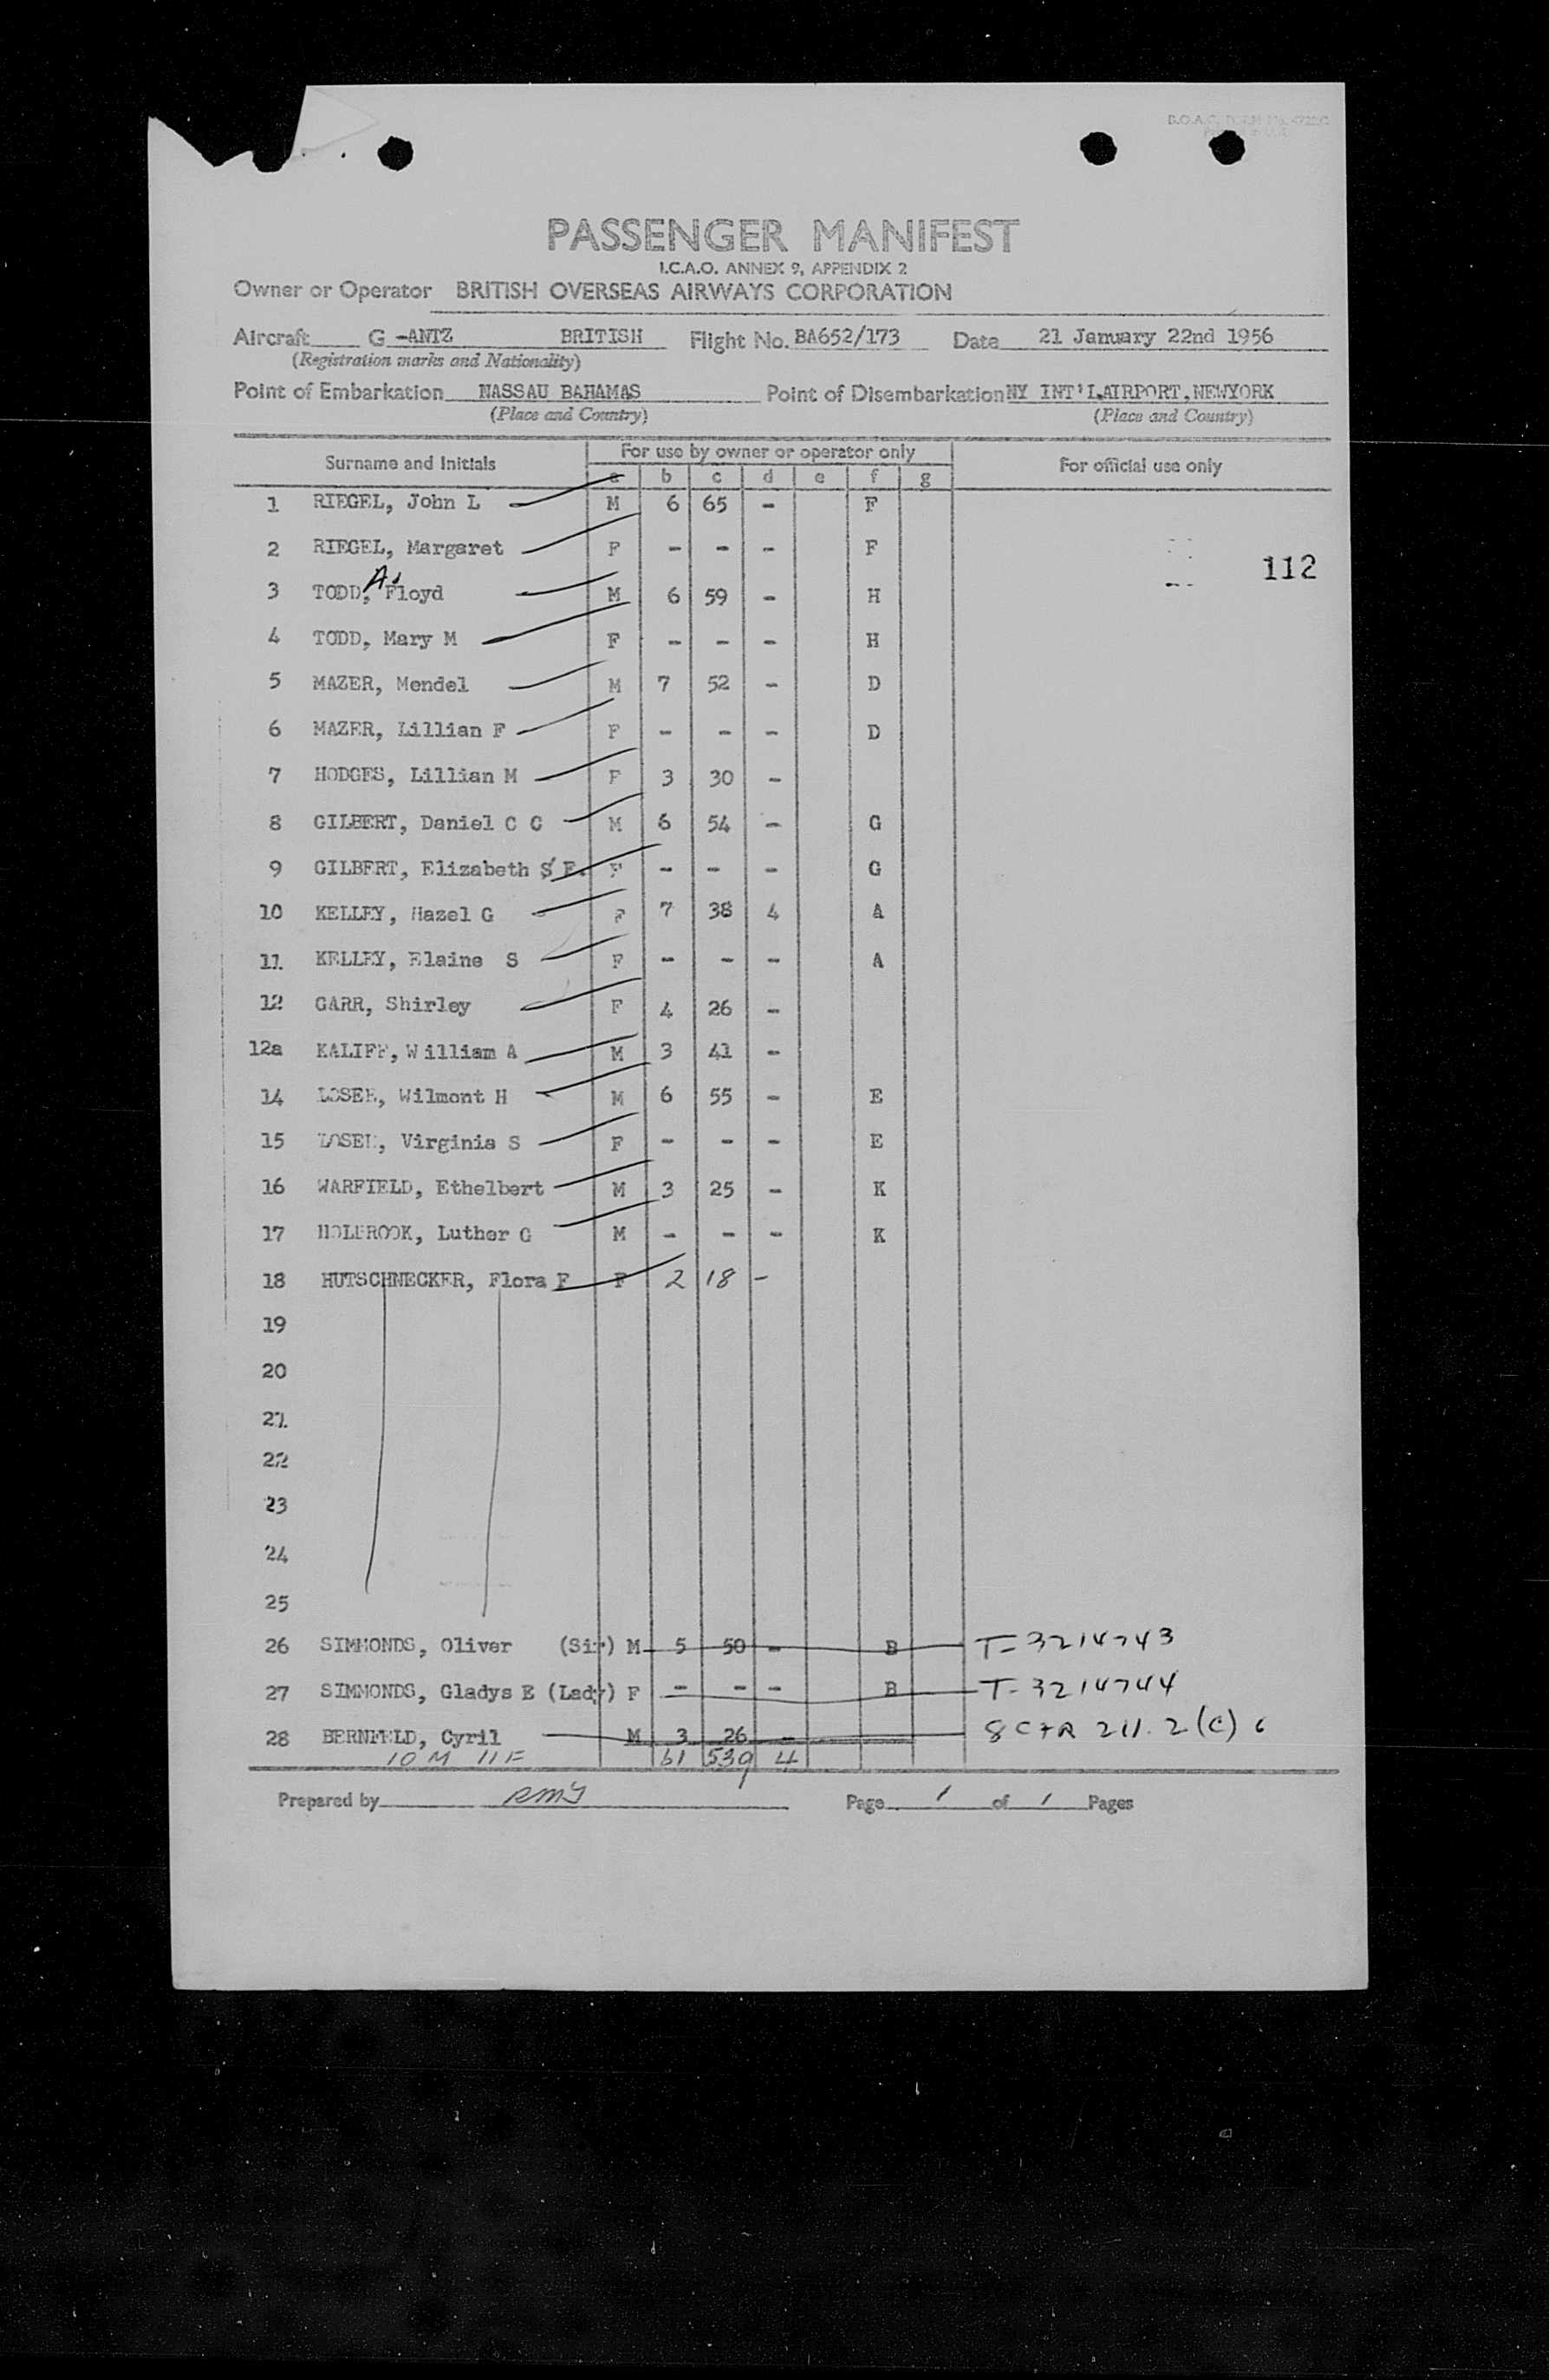 PASSENGER MANIFEST
I.C.A.O. ANNEX 9, APPENDIX 2
Owner or Operator BRITISH OVERSEAS AIRWAYS CORPORATION
Aircraft G -ANTZ BRITISH Flight No. BA652/173 Date 21 January 22nd 1956
(Registration marks and Nationality)
Point of Embarkation NASSAU BAHAMAS Point of Disembarkation NY INT'L.AIRPORT,NEWYORK
(Place and Country) (Place and Country)
Surname and Initials For use by owner or operator only For official use only
a b c d e f g
1 RIEGEL, John L M 6 65 - F
2 RIEGEL, Margaret F - - - F
112
3 TODD, A. Floyd M 6 59 - H
4 TODD, Mary M F - - - H
5 MAZER, Mendel M 7 52 - D
6 MAZER, Lillian F F - - - D
7 HODGES, Lillian M F 3 30 -
8 GILBERT, Daniel C G M 6 54 - G
9 GILBERT, Elizabeth S F. F - - - G
10 KELLEY, Hazel G F 7 38 4 A
11 KELLEY, Elaine S F - - - A
12 GARR, Shirley F 4 26 -
12a KALIFF, William A M 3 41 -
14 LOSEE, Wilmont H M 6 55 - E
15 LOSEE, Virginia S F - - - E
16 WARFIELD, Ethelbert M 3 25 - K
17 HOLBROOK, Luther G M - - - K
18 HUTSCHNECKER, Flora F F 2 18 -
19
20
21
22
23
24
25
26 SIMMONDS, Oliver (Sir) M 5 50 - B T-3214743
27 SIMMONDS, Gladys E (Lady) F - - - B T-3214744
28 BERNFELD, Cyril M 3 26 - 8 CFR 211.2(c) 6
10 M 11 F 61 539 4
Prepared by RMY Page 1 of 1 Pages